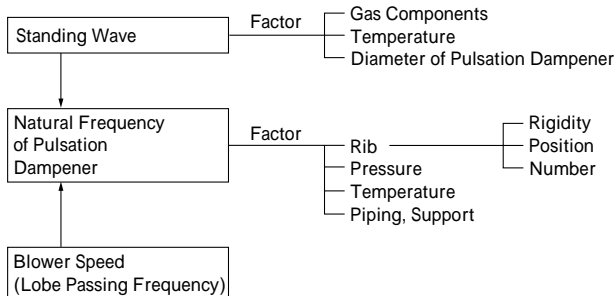 Standing Wave
Factor
Gas Components
Temperature
Diameter of Pulsation Dampener
Natural Frequency
of Pulsation
Dampener
Factor
Rib
Pressure
Temperature
Piping, Support
Rigidity
Position
Number
Blower Speed
(Lobe Passing Frequency)